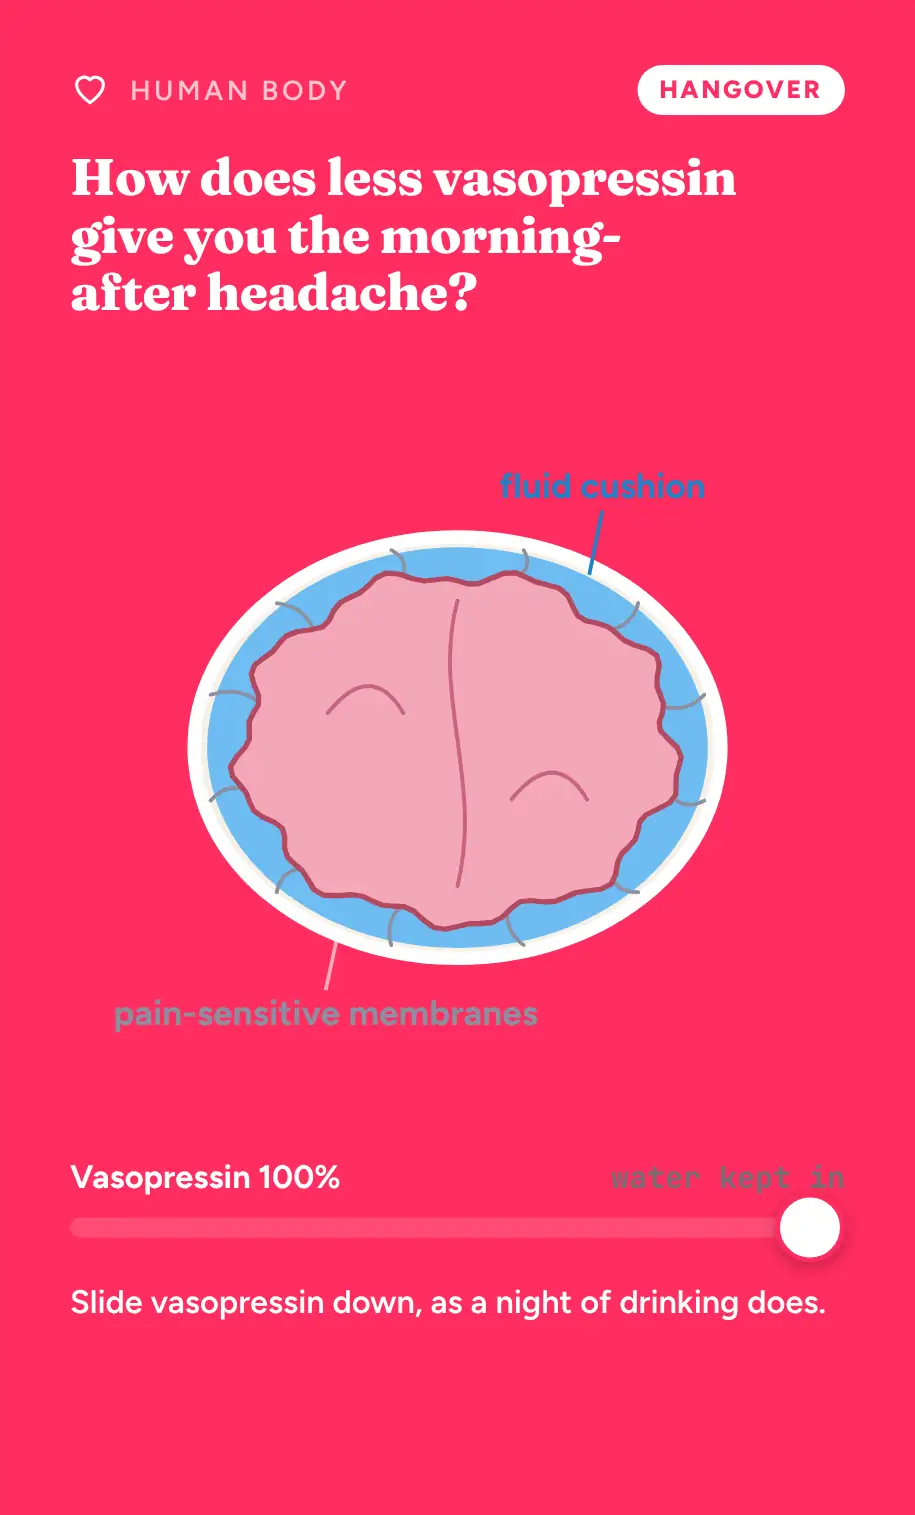 HUMAN BODY
HANGOVER
How does less vasopressin
give you the morning-
after headache?
fluid cushion
pain-sensitive membranes
Vasopressin 100%
water kept in
Slide vasopressin down, as a night of drinking does.